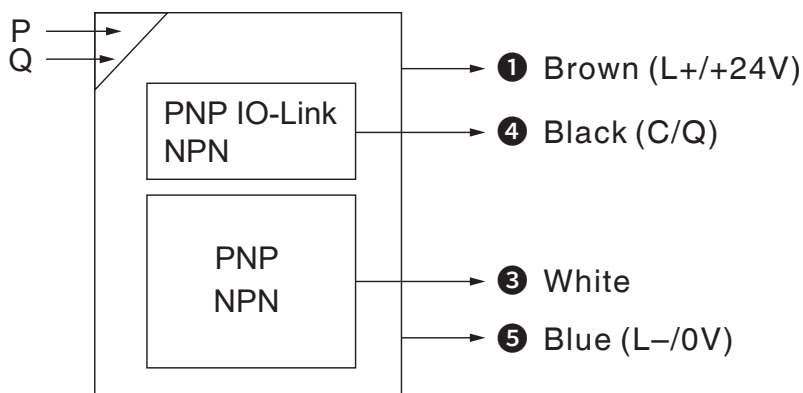 P
Q
PNP IO-Link
NPN
PNP
NPN
❶ Brown (L+/+24V)
❹ Black (C/Q)
❸ White
❺ Blue (L–/0V)